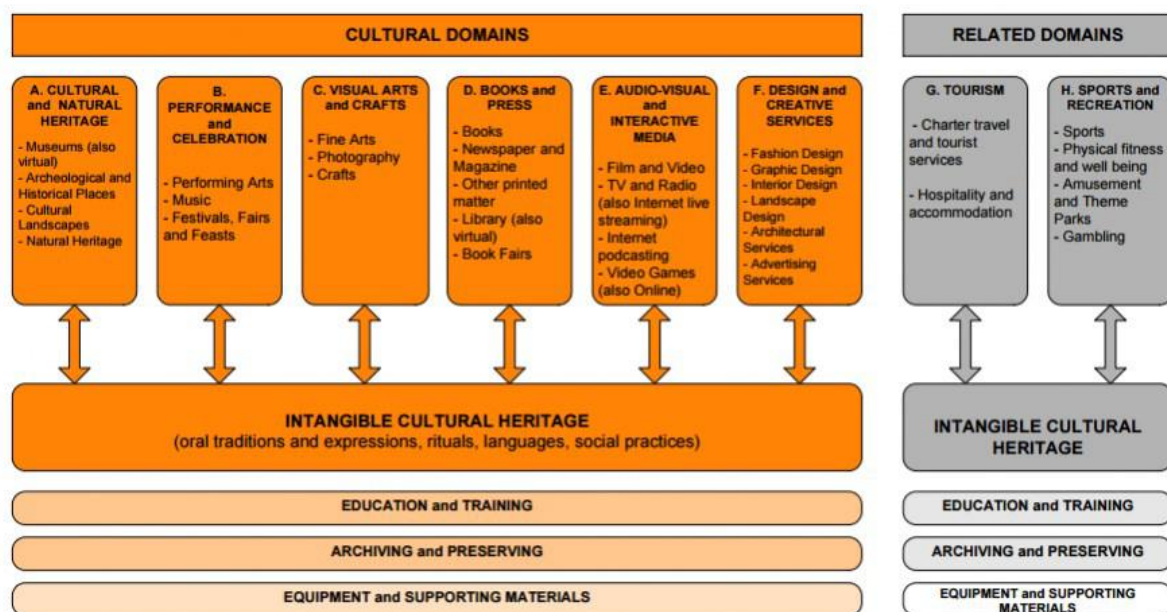 CULTURAL DOMAINS
RELATED DOMAINS
A. CULTURAL
and NATURAL
HERITAGE
- Museums (also
virtual)
- Archeological and
Historical Places
- Cultural
Landscapes
- Natural Heritage
B.
PERFORMANCE
and
CELEBRATION
- Performing Arts
- Music
- Festivals, Fairs
and Feasts
C. VISUAL ARTS
and CRAFTS
- Fine Arts
- Photography
- Crafts
D. BOOKS and
PRESS
- Books
- Newspaper and
Magazine
- Other printed
matter
- Library (also
virtual)
- Book Fairs
E. AUDIO-VISUAL
and
INTERACTIVE
MEDIA
- Film and Video
- TV and Radio
(also Internet live
streaming)
- Internet
podcasting
- Video Games
(also Online)
F. DESIGN and
CREATIVE
SERVICES
- Fashion Design
- Graphic Design
- Interior Design
- Landscape
Design
- Architectural
Services
- Advertising
Services
G. TOURISM
- Charter travel
and tourist
services
- Hospitality and
accommodation
H. SPORTS and
RECREATION
- Sports
- Physical fitness
and well being
- Amusement
and Theme
Parks
- Gambling
INTANGIBLE CULTURAL HERITAGE
(oral traditions and expressions, rituals, languages, social practices)
INTANGIBLE CULTURAL
HERITAGE
EDUCATION and TRAINING
EDUCATION and TRAINING
ARCHIVING and PRESERVING
ARCHIVING and PRESERVING
EQUIPMENT and SUPPORTING MATERIALS
EQUIPMENT and SUPPORTING
MATERIALS